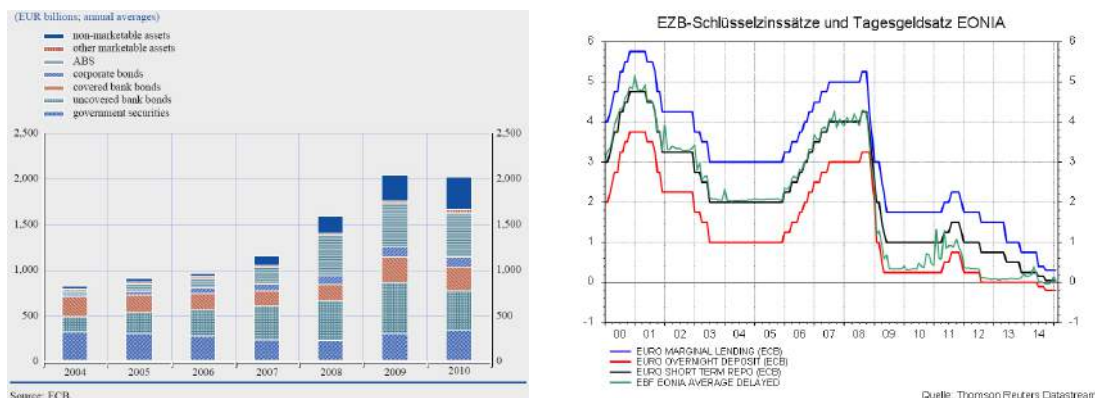 (EUR billions; annual averages)
non-marketable assets
other marketable assets
ABS
corporate bonds
covered bank bonds
uncovered bank bonds
government securities
2,500 2,500
2,000 2,000
1,500 1,500
1,000 1,000
500 500
0 0
2004 2005 2006 2007 2008 2009 2010
Source: ECB
EZB-Schlüsselzinssätze und Tagesgeldsatz EONIA
6 6
5 5
4 4
3 3
2 2
1 1
0 0
-1 -1
00 01 02 03 04 05 06 07 08 09 10 11 12 13 14
EURO MARGINAL LENDING (ECB)
EURO OVERNIGHT DEPOSIT (ECB)
EURO SHORT TERM REPO (ECB)
EBF EONIA AVERAGE DELAYED
Quelle: Thomson Reuters Datastream